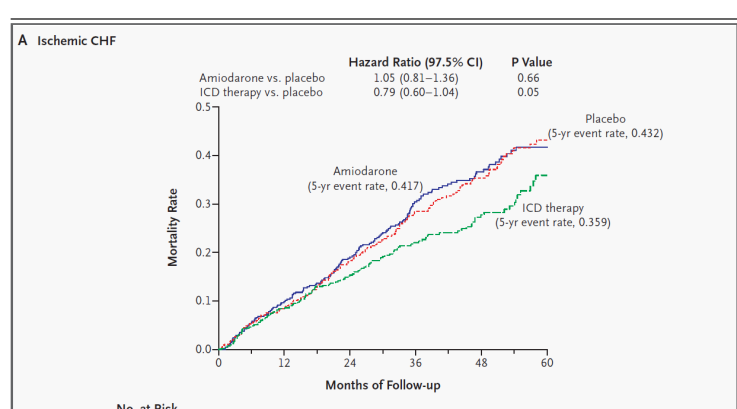 A Ischemic CHF
Hazard Ratio (97.5% CI) P Value
Amiodarone vs. placebo 1.05 (0.81–1.36) 0.66
ICD therapy vs. placebo 0.79 (0.60–1.04) 0.05
0.5
Placebo
(5-yr event rate, 0.432)
0.4
Amiodarone
(5-yr event rate, 0.417)
0.3
ICD therapy
(5-yr event rate, 0.359)
Mortality Rate
0.2
0.1
0.0
0 12 24 36 48 60
Months of Follow-up
No. at Risk